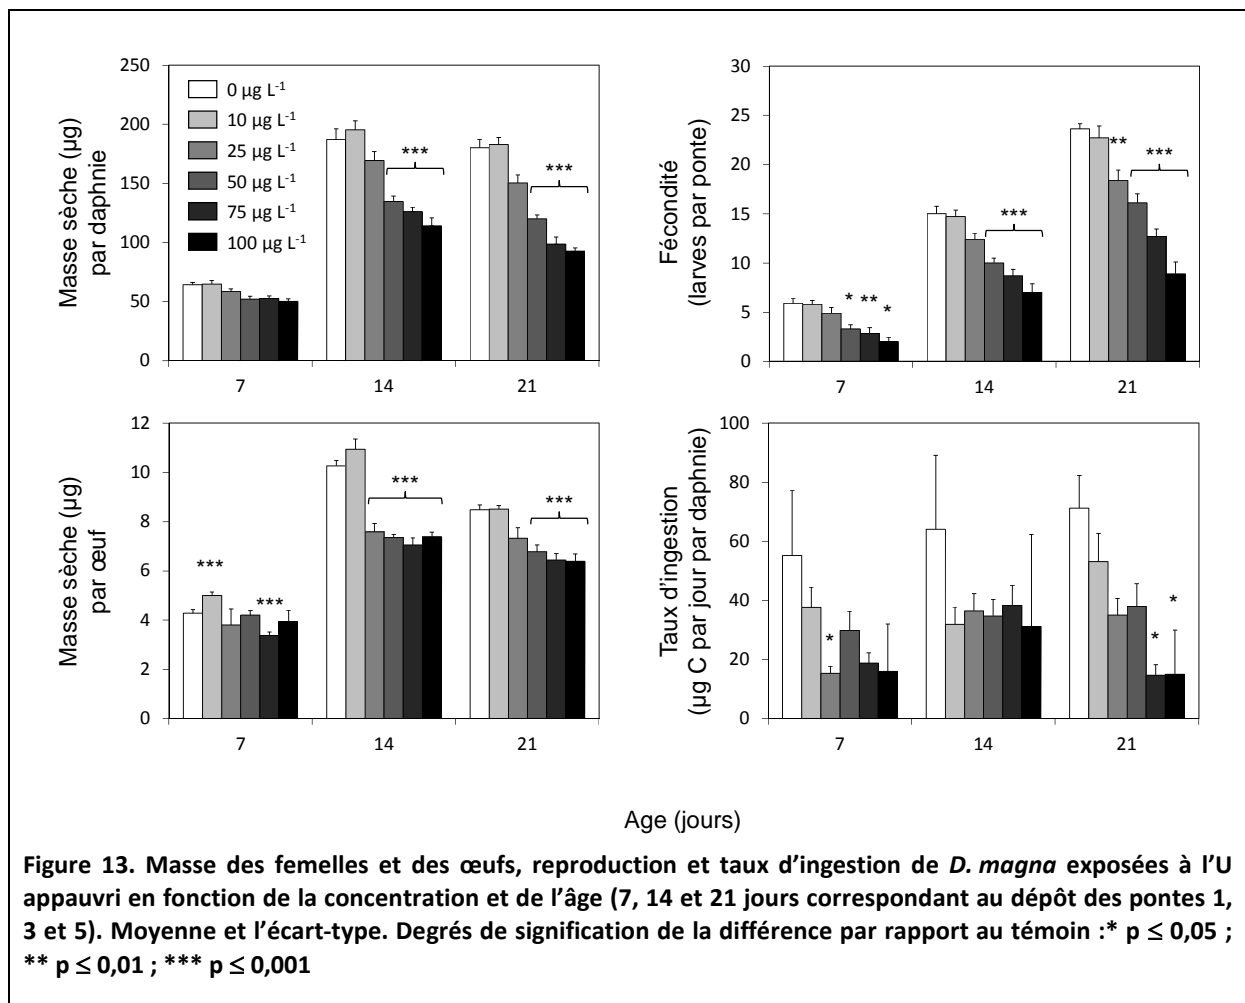 Masse sèche (µg)
par daphnie
250
200
150
100
50
0
0 µg L-1
10 µg L-1
25 µg L-1
50 µg L-1
75 µg L-1
100 µg L-1
***
***
7
14
21
Fécondité
(larves par ponte)
30
25
20
15
10
5
0
*
**
*
***
**
***
7
14
21
Masse sèche (µg)
par œuf
12
10
8
6
4
2
0
***
***
***
***
7
14
21
Taux d'ingestion
(µg C par jour par daphnie)
100
80
60
40
20
0
*
*
*
7
14
21
Age (jours)
Figure 13. Masse des femelles et des œufs, reproduction et taux d'ingestion de D. magna exposées à l'U
appauvri en fonction de la concentration et de l'âge (7, 14 et 21 jours correspondant au dépôt des pontes 1,
3 et 5). Moyenne et l'écart-type. Degrés de signification de la différence par rapport au témoin :* p ≤ 0,05 ;
** p ≤ 0,01 ; *** p ≤ 0,001